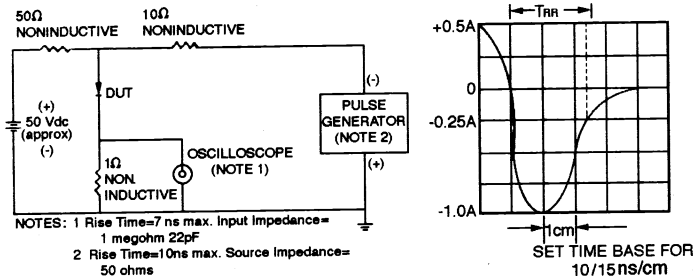 50Ω
NONINDUCTIVE
10Ω
NONINDUCTIVE
DUT
(+)
50 Vdc
(approx)
(-)
1Ω
NON.
INDUCTIVE
OSCILLOSCOPE
(NOTE 1)
(-)
PULSE
GENERATOR
(NOTE 2)
(+)
NOTES: 1 Rise Time=7 ns max. Input Impedance=
1 megohm 22pF
2 Rise Time=10ns max. Source Impedance=
50 ohms
TRR
+0.5A
0
-0.25A
-1.0A
1cm
SET TIME BASE FOR
10/15 ns/cm